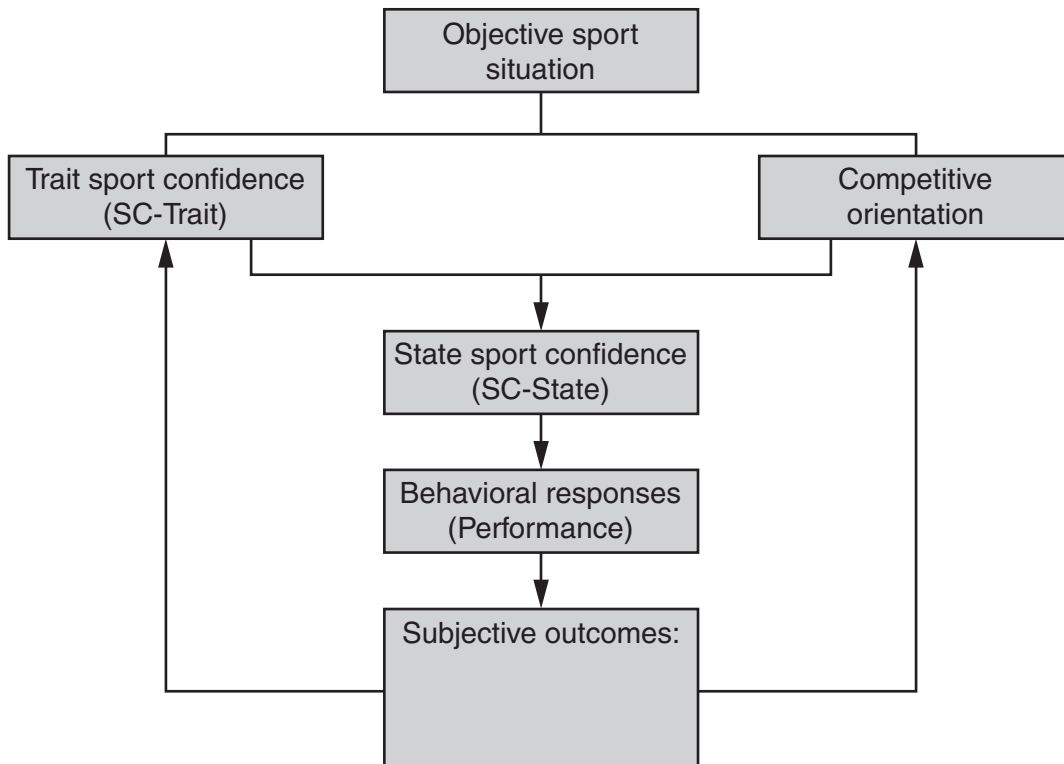 Objective sport
situation
Trait sport confidence
(SC-Trait)
Competitive
orientation
State sport confidence
(SC-State)
Behavioral responses
(Performance)
Subjective outcomes: